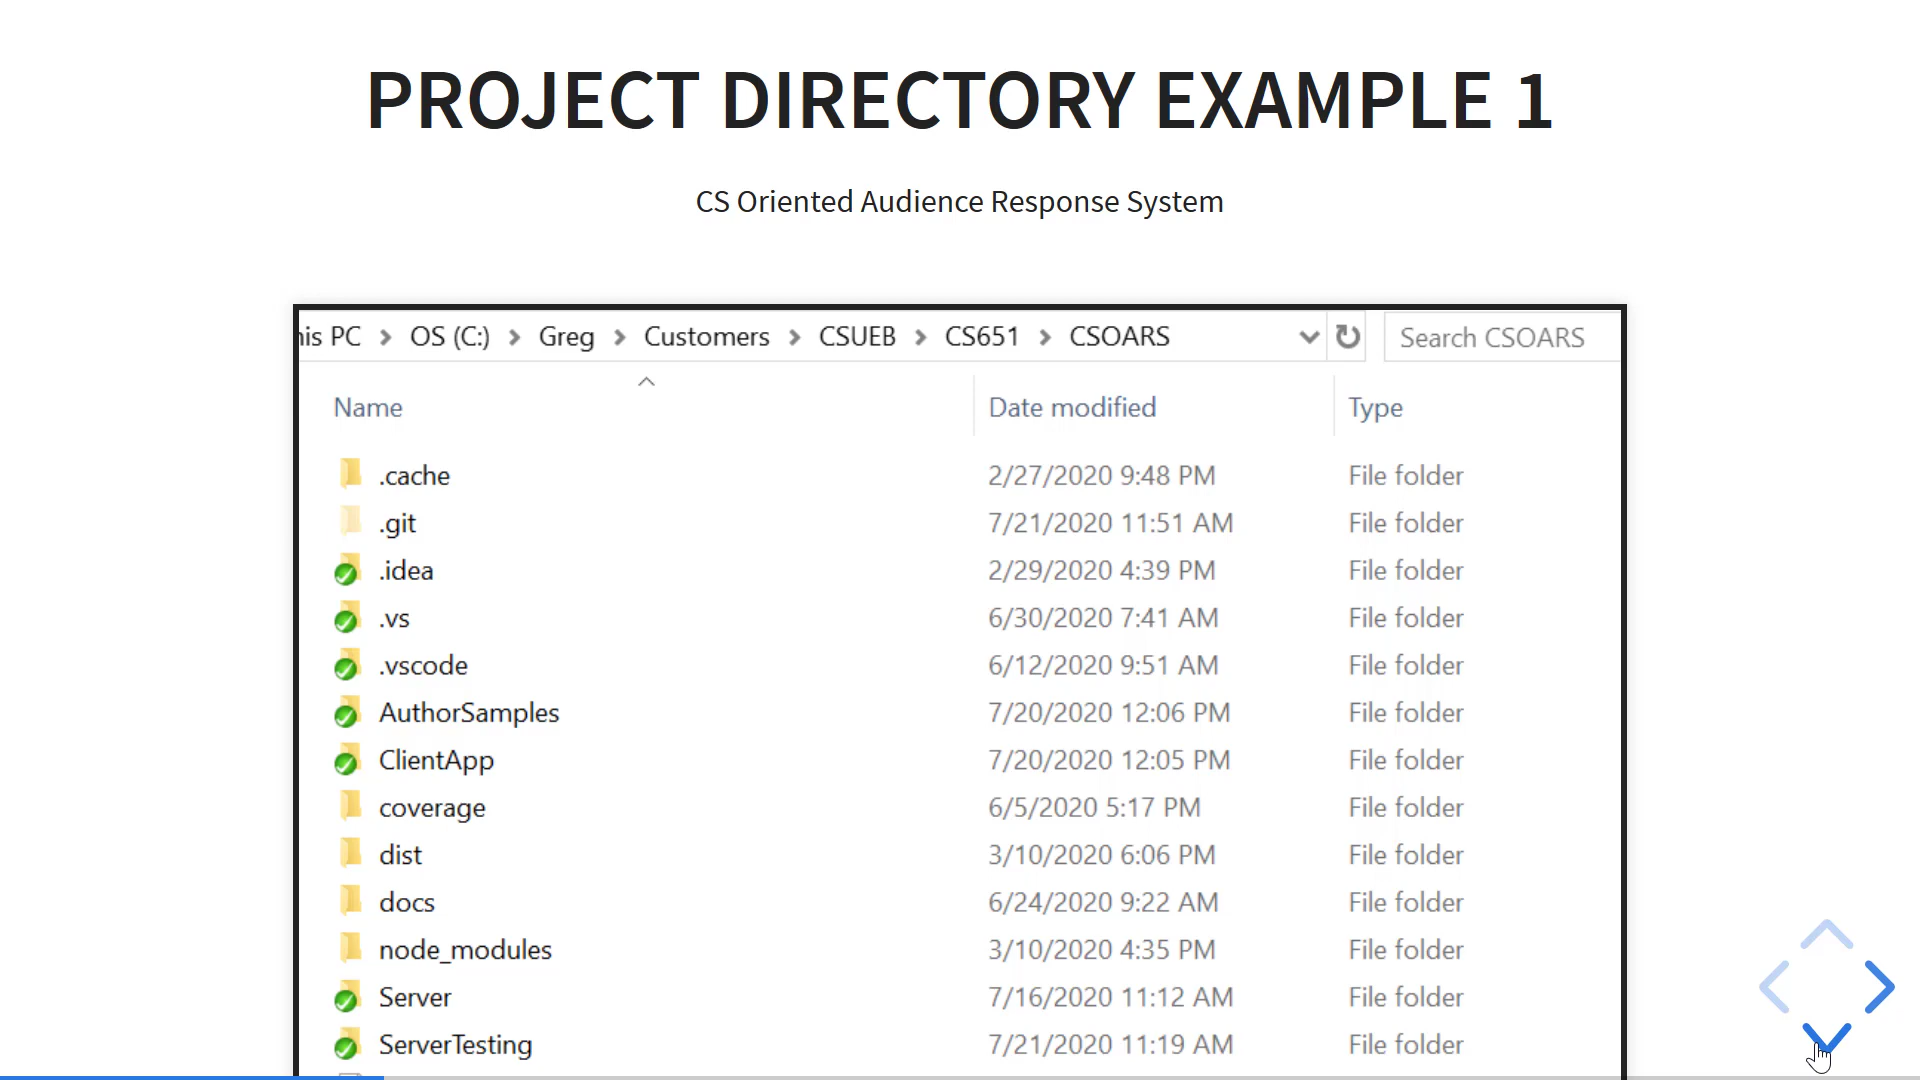 PROJECT DIRECTORY EXAMPLE 1
CS Oriented Audience Response System
his PC > OS (C:) > Greg > Customers > CSUEB > CS651 > CSOARS Search CSOARS
Name Date modified Type
.cache 2/27/2020 9:48 PM File folder
.git 7/21/2020 11:51 AM File folder
.idea 2/29/2020 4:39 PM File folder
.vs 6/30/2020 7:41 AM File folder
.vscode 6/12/2020 9:51 AM File folder
AuthorSamples 7/20/2020 12:06 PM File folder
ClientApp 7/20/2020 12:05 PM File folder
coverage 6/5/2020 5:17 PM File folder
dist 3/10/2020 6:06 PM File folder
docs 6/24/2020 9:22 AM File folder
node_modules 3/10/2020 4:35 PM File folder
Server 7/16/2020 11:12 AM File folder
ServerTesting 7/21/2020 11:19 AM File folder